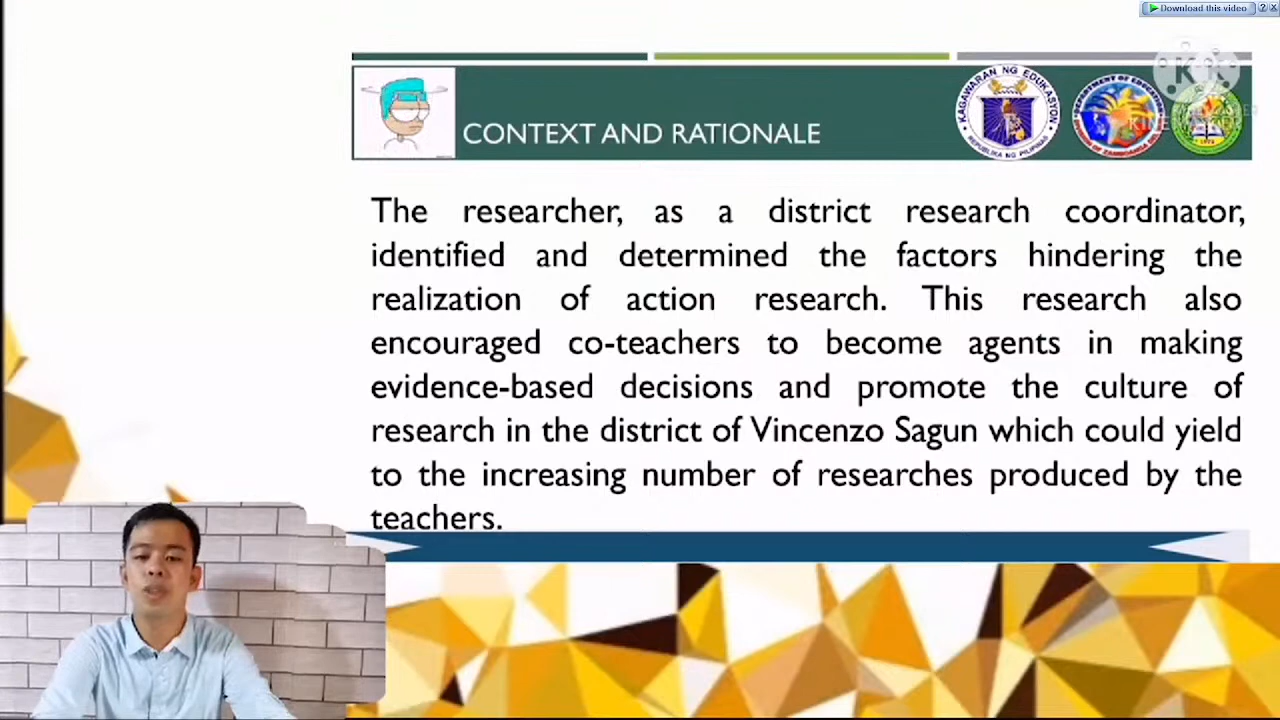 Download this video
CONTEXT AND RATIONALE
KAGAWARAN NG EDUKASYON
REPUBLIKA NG PILIPINAS
The researcher, as a district research coordinator,
identified and determined the factors hindering the
realization of action research. This research also
encouraged co-teachers to become agents in making
evidence-based decisions and promote the culture of
research in the district of Vincenzo Sagun which could yield
to the increasing number of researches produced by the
teachers.